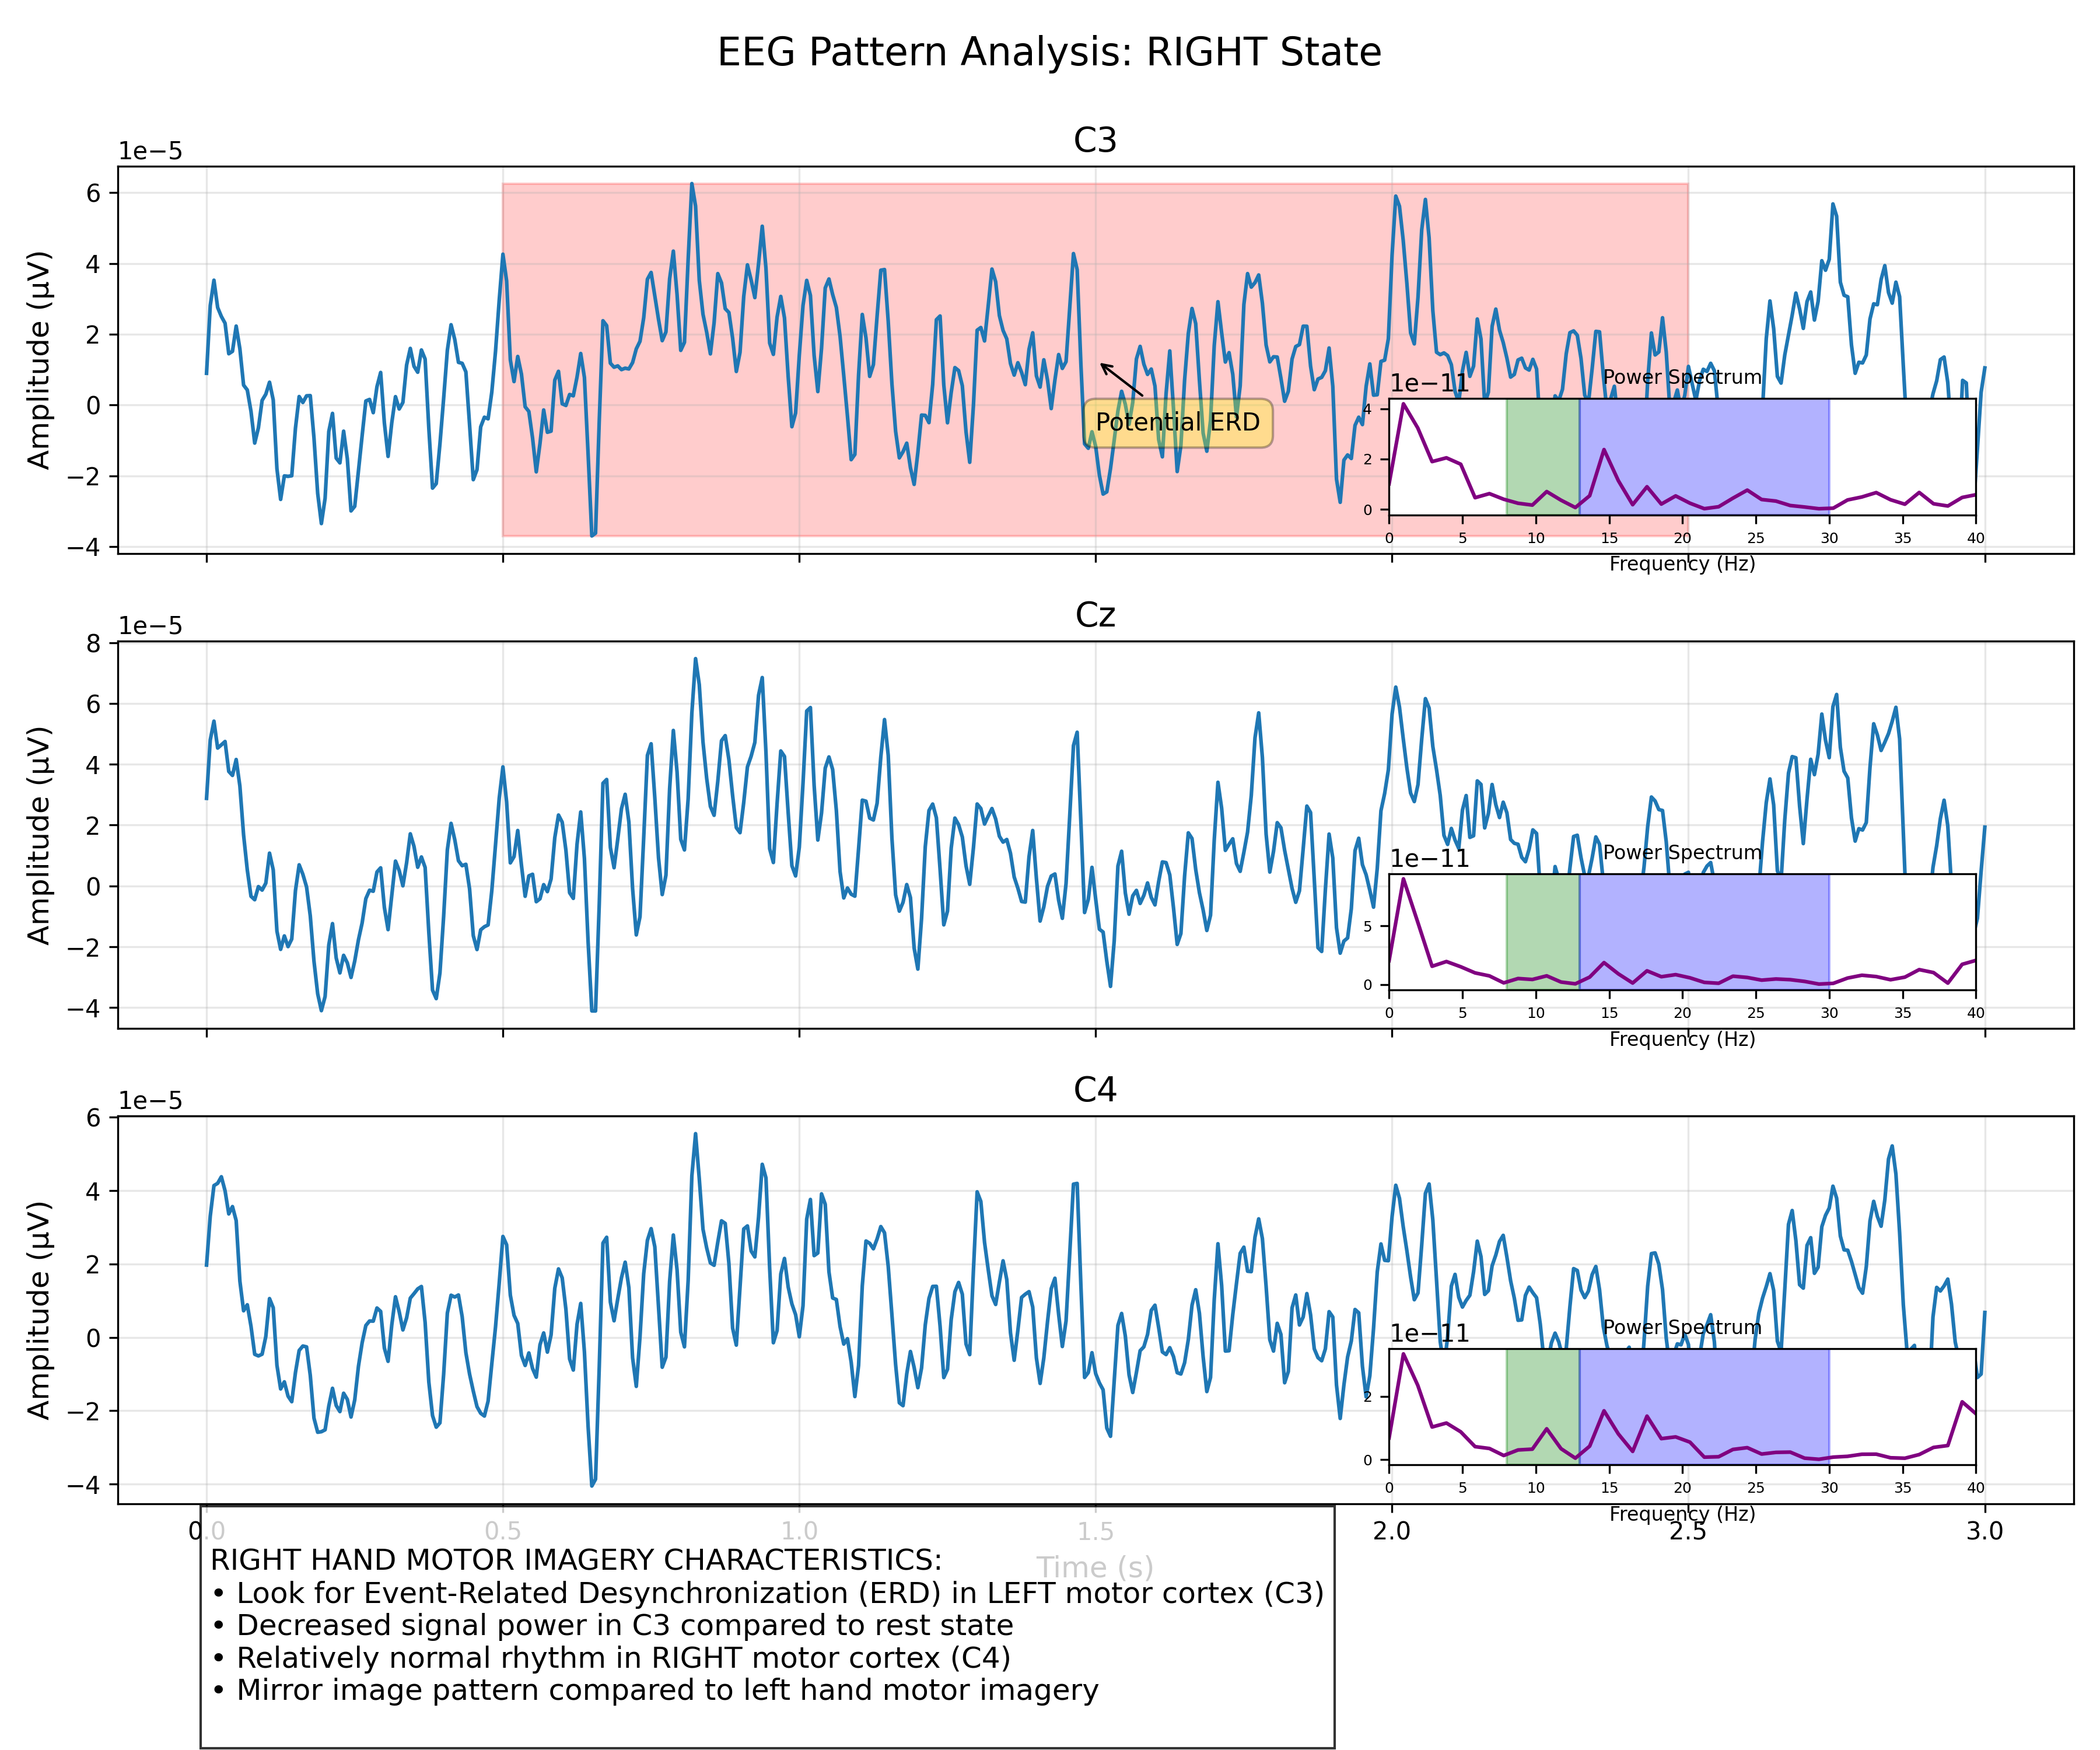 EEG Pattern Analysis: RIGHT State
C3
1e−5
Amplitude (µV)
6
4
2
0
−2
−4
Potential ERD
Power Spectrum
1e−11
4
2
0
0 5 10 15 20 25 30 35 40
Frequency (Hz)
Cz
1e−5
Amplitude (µV)
8
6
4
2
0
−2
−4
Power Spectrum
1e−11
5
0
0 5 10 15 20 25 30 35 40
Frequency (Hz)
C4
1e−5
Amplitude (µV)
6
4
2
0
−2
−4
Power Spectrum
1e−11
2
0
0 5 10 15 20 25 30 35 40
Frequency (Hz)
0.0 0.5 1.0 1.5 2.0 2.5 3.0
Time (s)
RIGHT HAND MOTOR IMAGERY CHARACTERISTICS:
• Look for Event-Related Desynchronization (ERD) in LEFT motor cortex (C3)
• Decreased signal power in C3 compared to rest state
• Relatively normal rhythm in RIGHT motor cortex (C4)
• Mirror image pattern compared to left hand motor imagery